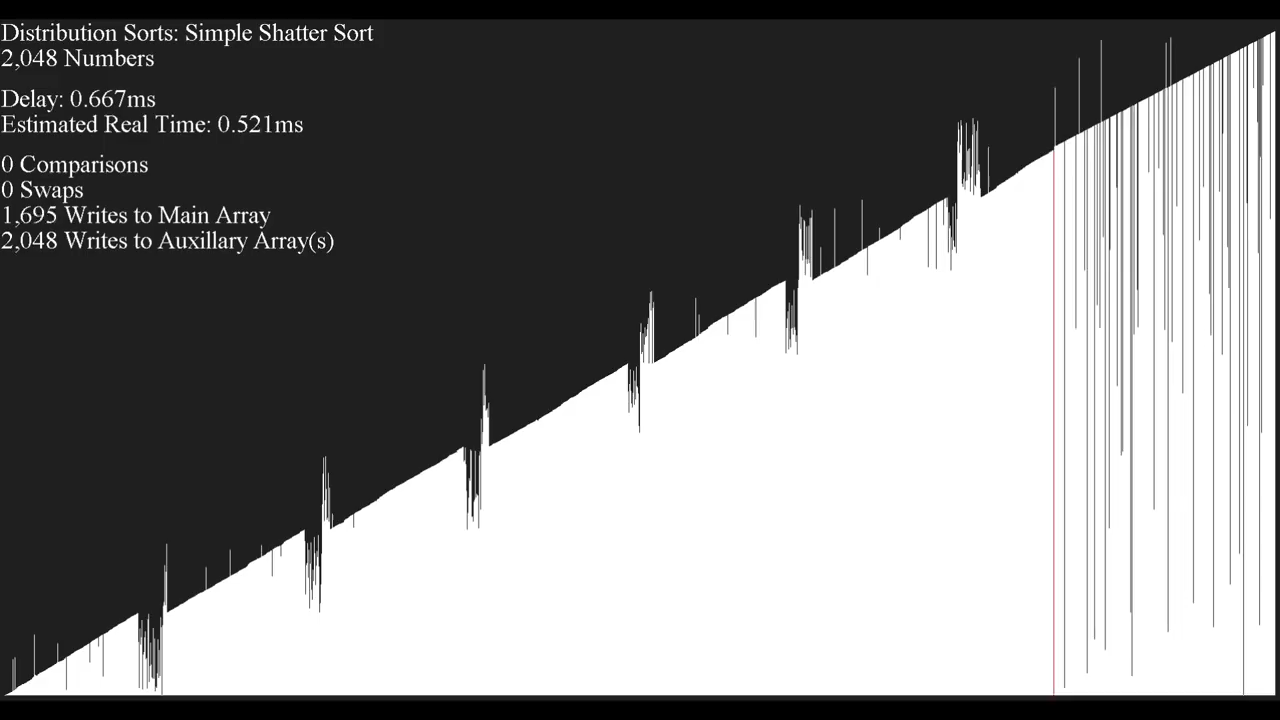 Distribution Sorts: Simple Shatter Sort
2,048 Numbers
Delay: 0.667ms
Estimated Real Time: 0.521ms
0 Comparisons
0 Swaps
1,695 Writes to Main Array
2,048 Writes to Auxillary Array(s)